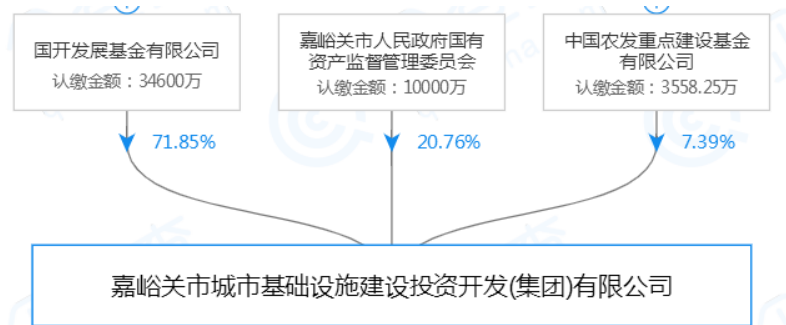 国开发展基金有限公司
认缴金额：34600万
嘉峪关市人民政府国有
资产监督管理委员会
认缴金额：10000万
中国农发重点建设基金
有限公司
认缴金额：3558.25万
71.85%
20.76%
7.39%
嘉峪关市城市基础设施建设投资开发(集团)有限公司